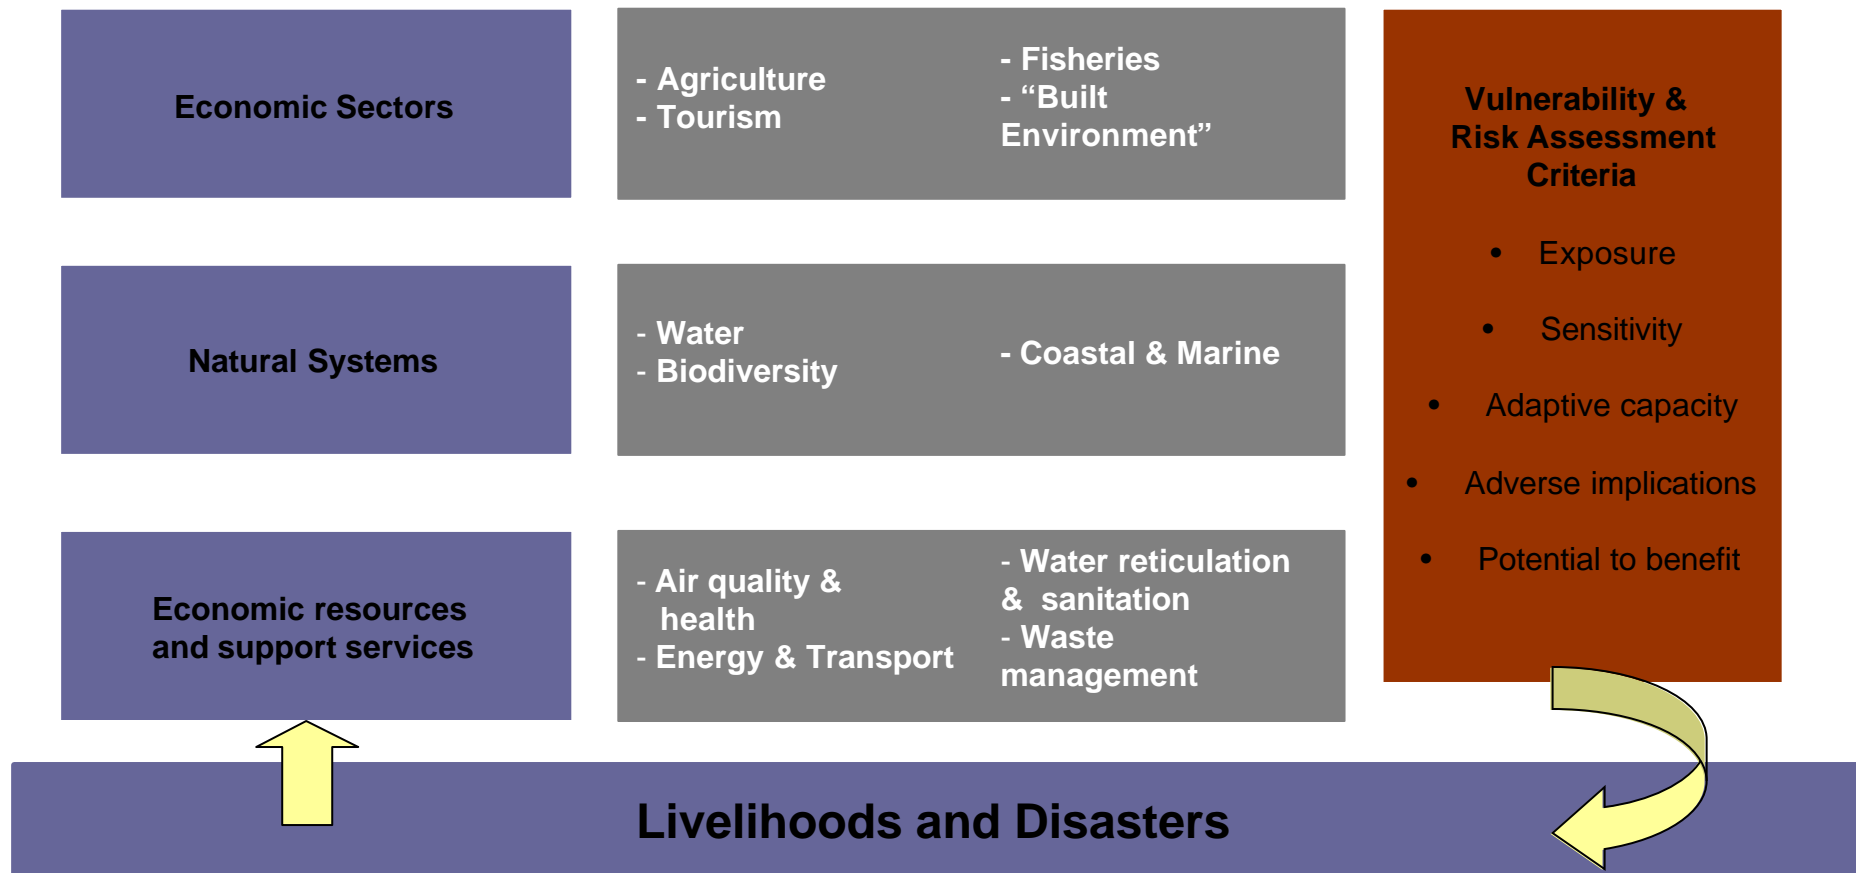 Economic Sectors
- Agriculture
- Tourism
- Fisheries
- “Built
Environment”
Natural Systems
- Water
- Biodiversity
- Coastal & Marine
Economic resources
and support services
- Air quality &
health
- Energy & Transport
- Water reticulation
& sanitation
- Waste
management
Vulnerability &
Risk Assessment
Criteria
• Exposure
• Sensitivity
• Adaptive capacity
• Adverse implications
• Potential to benefit
Livelihoods and Disasters